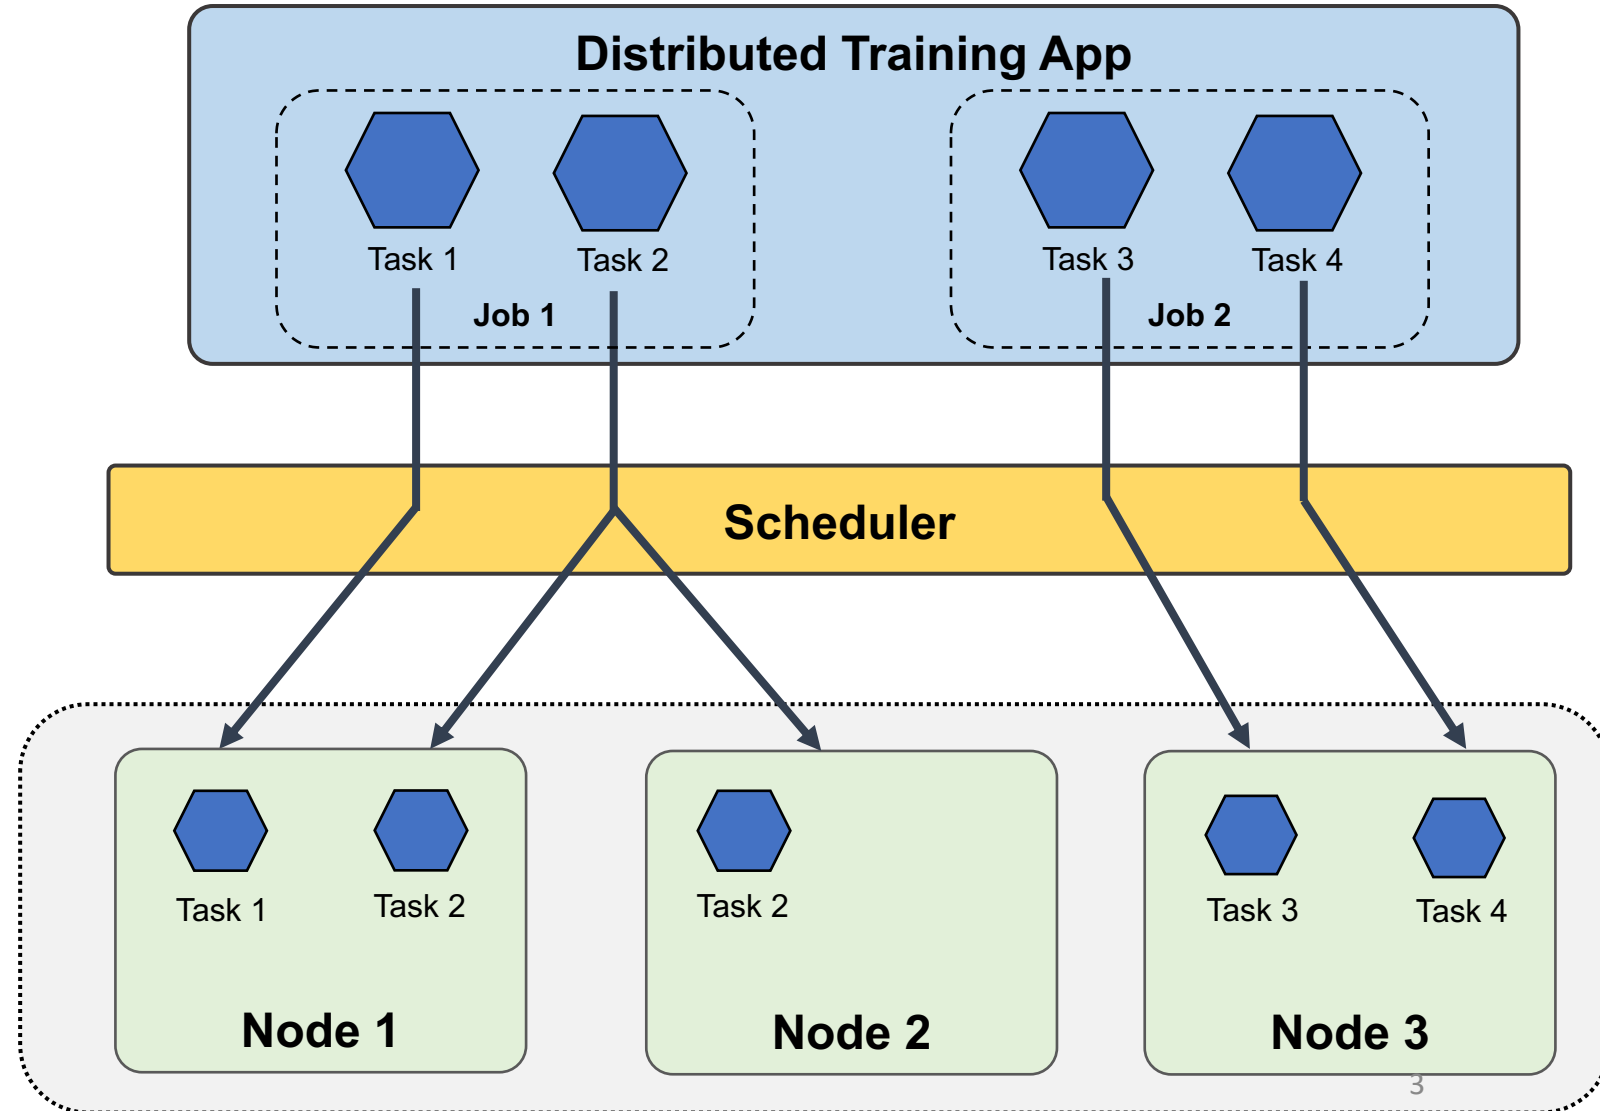 Distributed Training App
Task 1
Task 2
Task 3
Task 4
Job 1
Job 2
Scheduler
Task 1
Task 2
Task 2
Task 3
Task 4
Node 1
Node 2
Node 3
3